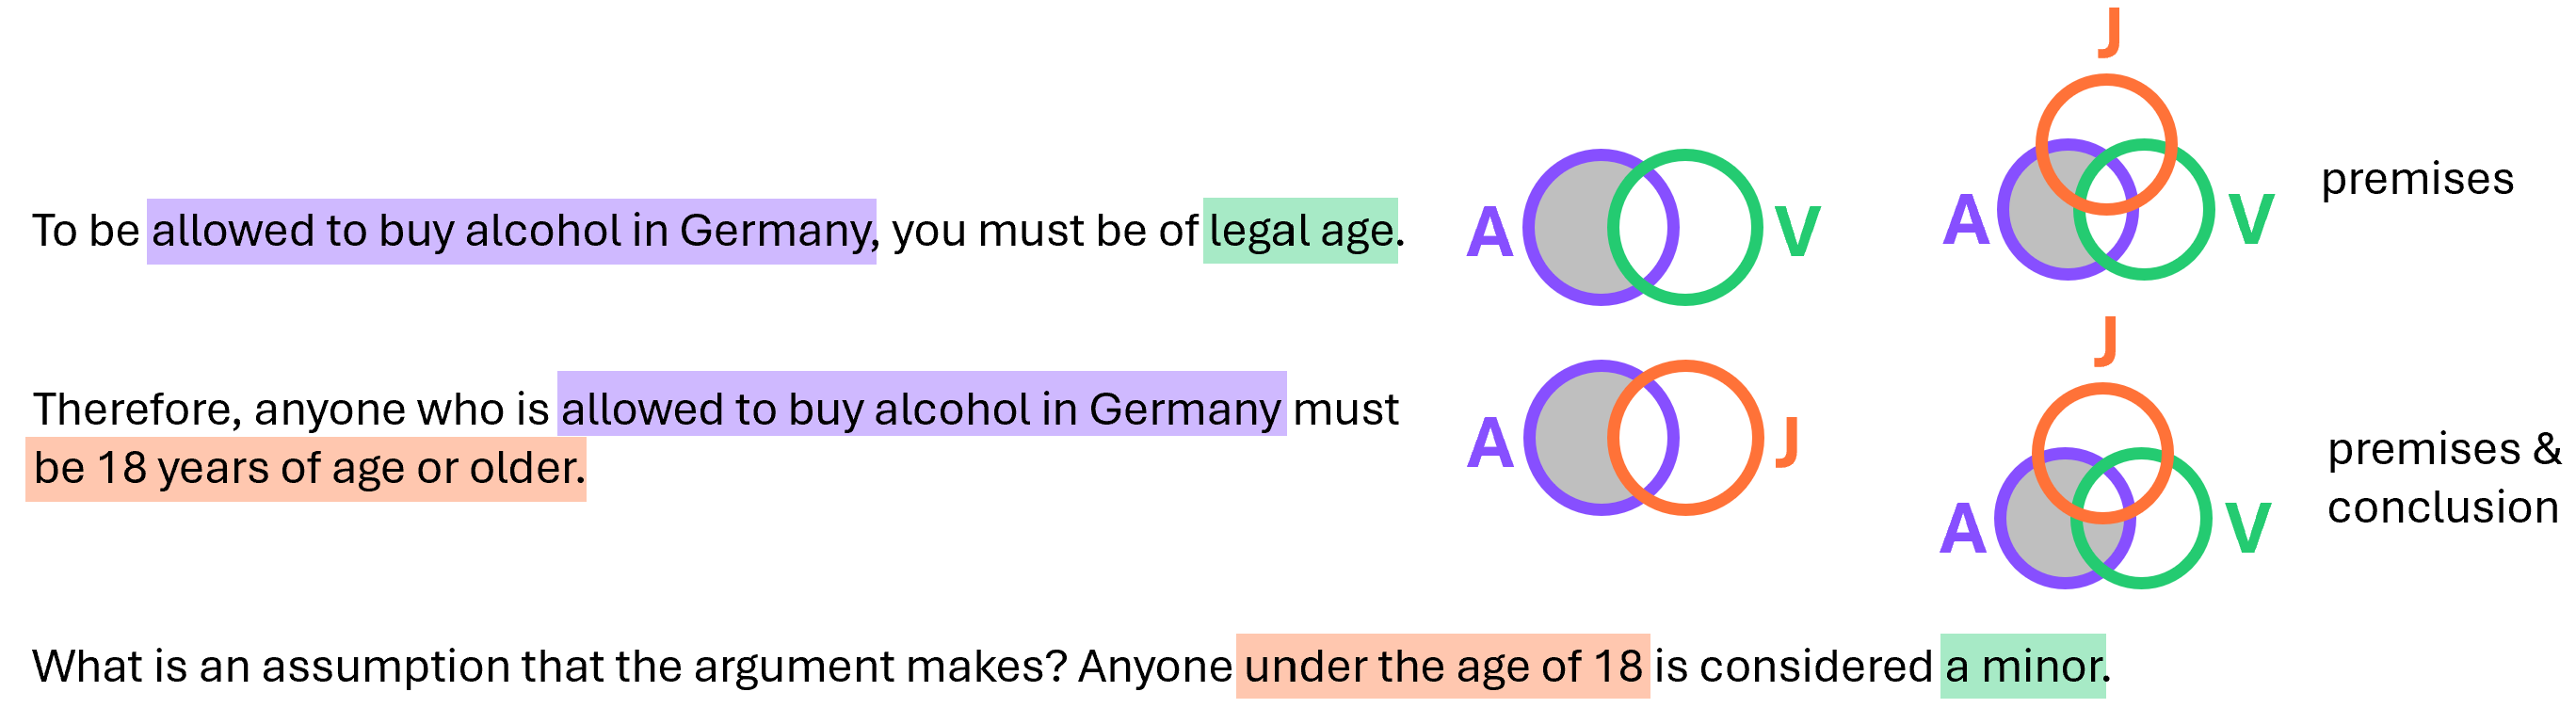 J
premises
To be allowed to buy alcohol in Germany, you must be of legal age.
A V
A V
J
Therefore, anyone who is allowed to buy alcohol in Germany must
be 18 years of age or older.
A J
premises &
conclusion
A V
What is an assumption that the argument makes? Anyone under the age of 18 is considered a minor.